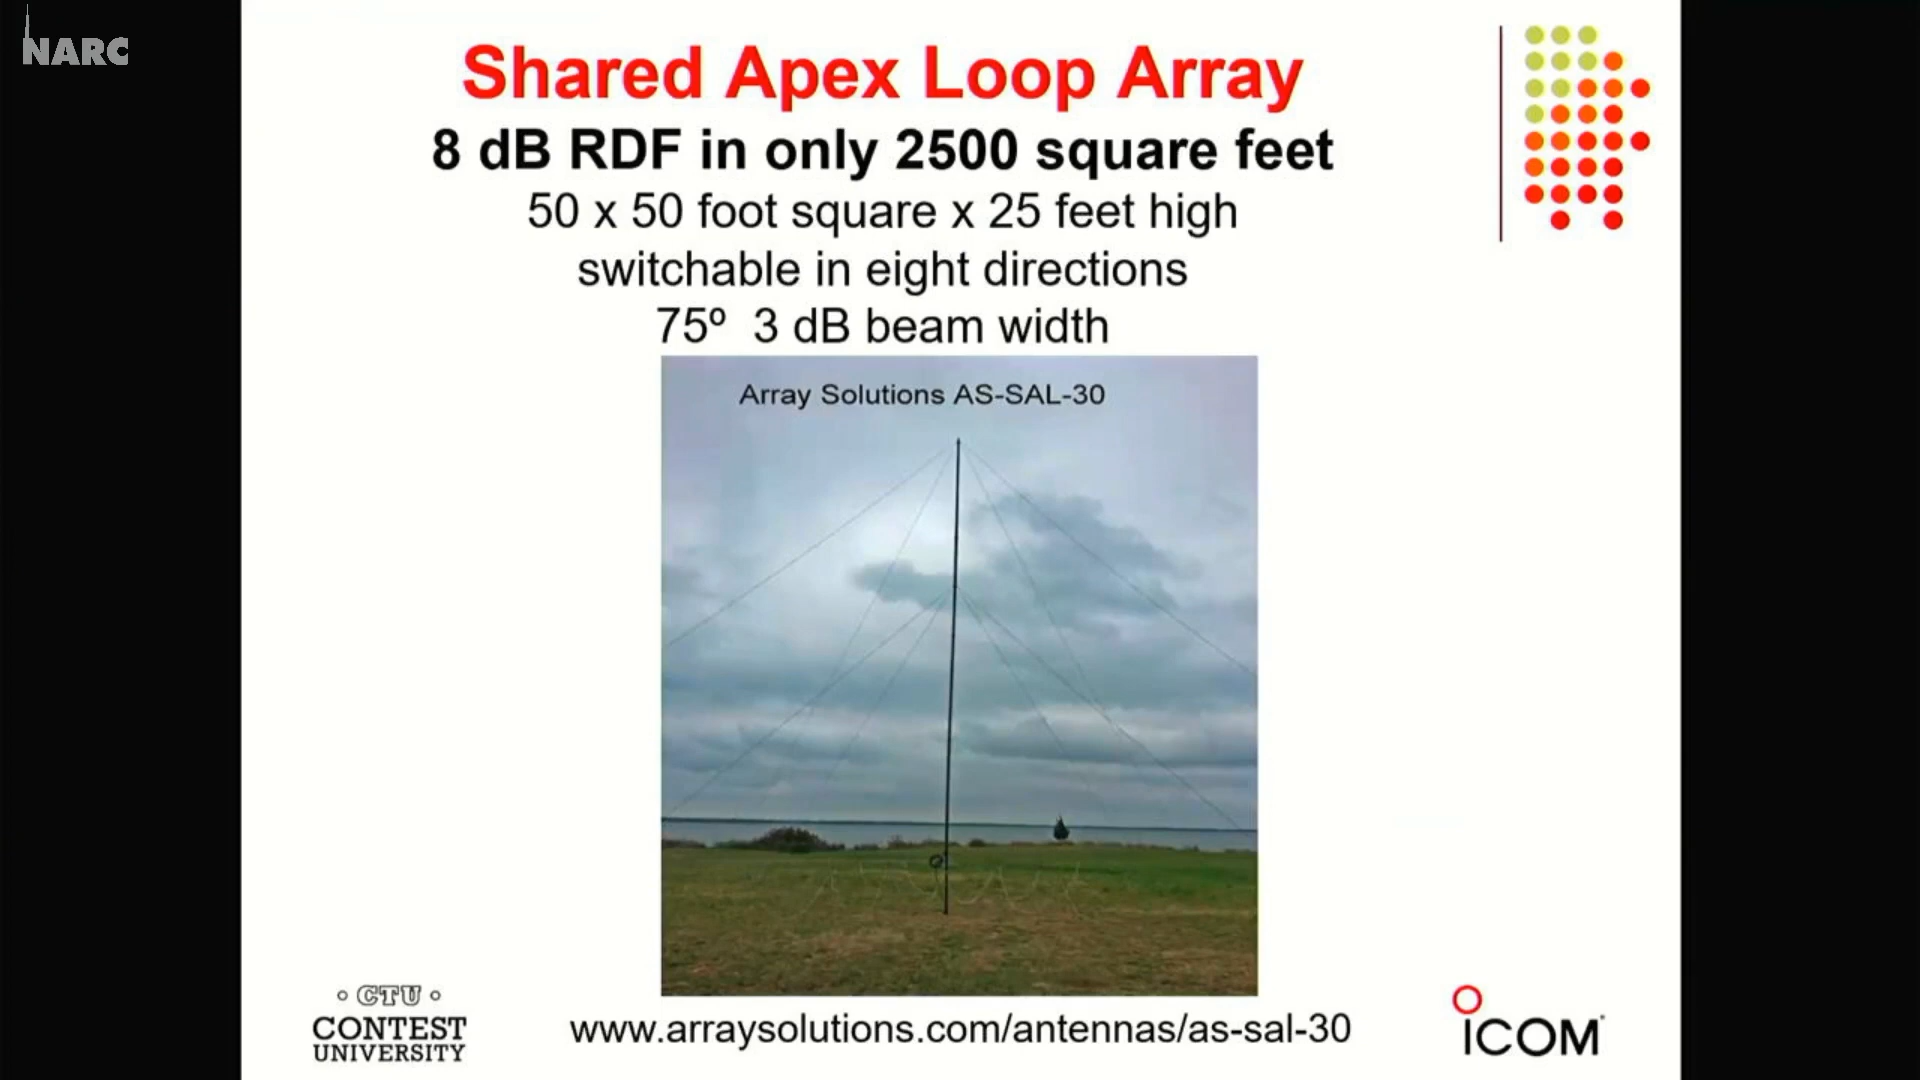 NARC
Shared Apex Loop Array
8 dB RDF in only 2500 square feet
50 x 50 foot square x 25 feet high
switchable in eight directions
75º 3 dB beam width
Array Solutions AS-SAL-30
CTU
CONTEST
UNIVERSITY
www.arraysolutions.com/antennas/as-sal-30
ICOM